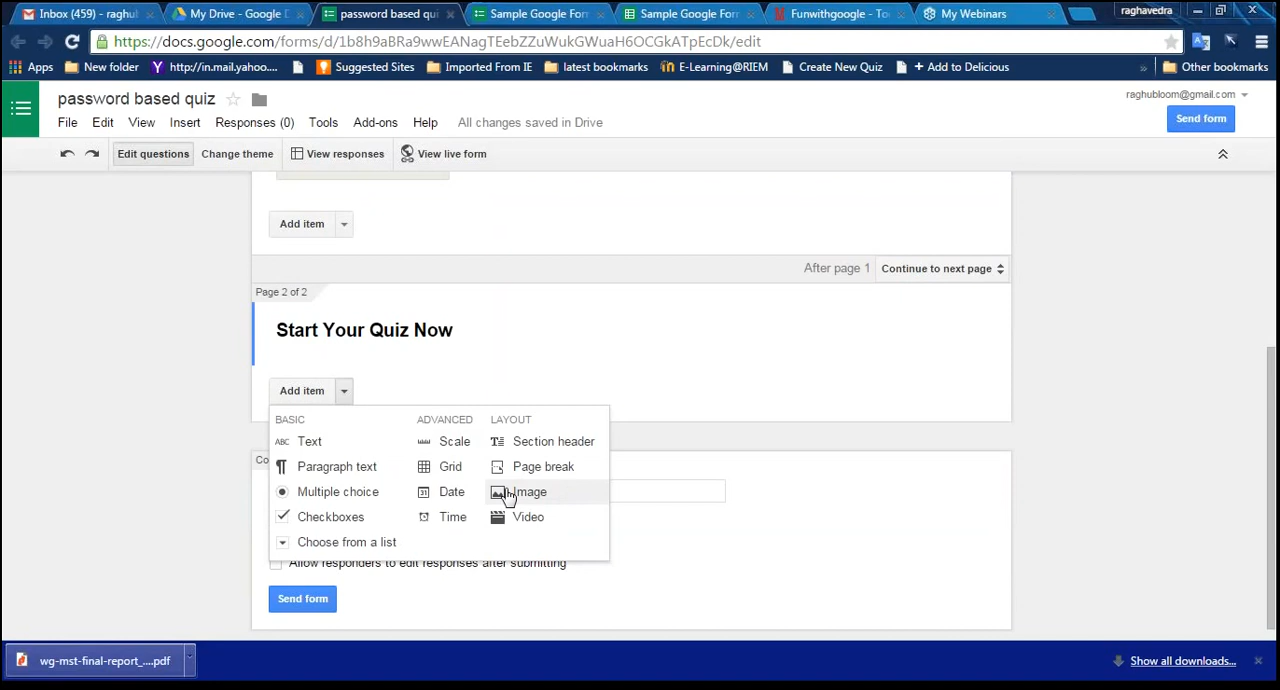 Inbox (459) - raghul
My Drive - Google D
password based qui
Sample Google For
Sample Google For
Funwithgoogle - To
My Webinars
raghavedra
https://docs.google.com/forms/d/1b8h9aBRa9wwEANagTEebZZuWukGWuaH6OCGkATpEcDk/edit
Apps
New folder
http://in.mail.yahoo....
Suggested Sites
Imported From IE
latest bookmarks
E-Learning@RIEM
Create New Quiz
+ Add to Delicious
»
Other bookmarks
password based quiz
raghubloom@gmail.com
File Edit View Insert Responses (0) Tools Add-ons Help All changes saved in Drive
Send form
Edit questions Change theme View responses View live form
Add item
After page 1 Continue to next page
Page 2 of 2
Start Your Quiz Now
Add item
BASIC ADVANCED LAYOUT
ABC Text Scale Section header
Paragraph text Grid Page break
Multiple choice 31 Date Image
Checkboxes Time Video
Choose from a list
Co
Allow responders to edit responses after submitting
Send form
wg-mst-final-report_....pdf
Show all downloads...